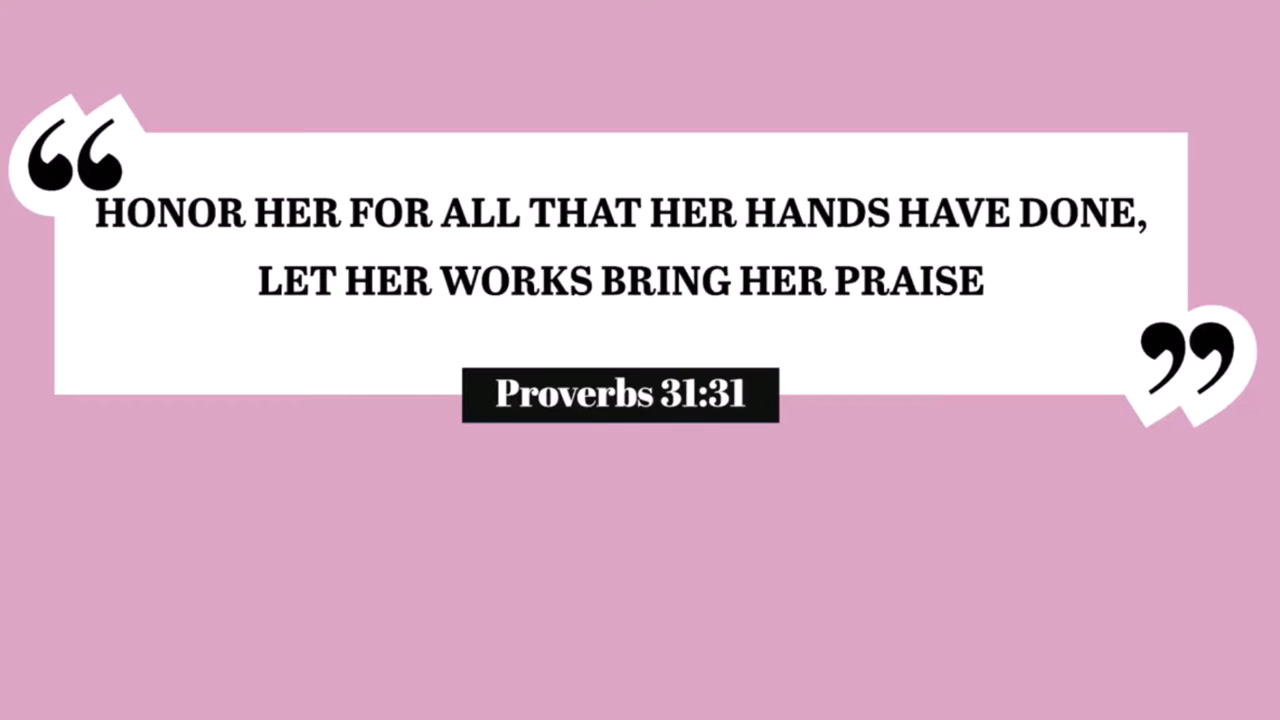 “
HONOR HER FOR ALL THAT HER HANDS HAVE DONE,
LET HER WORKS BRING HER PRAISE
”
Proverbs 31:31